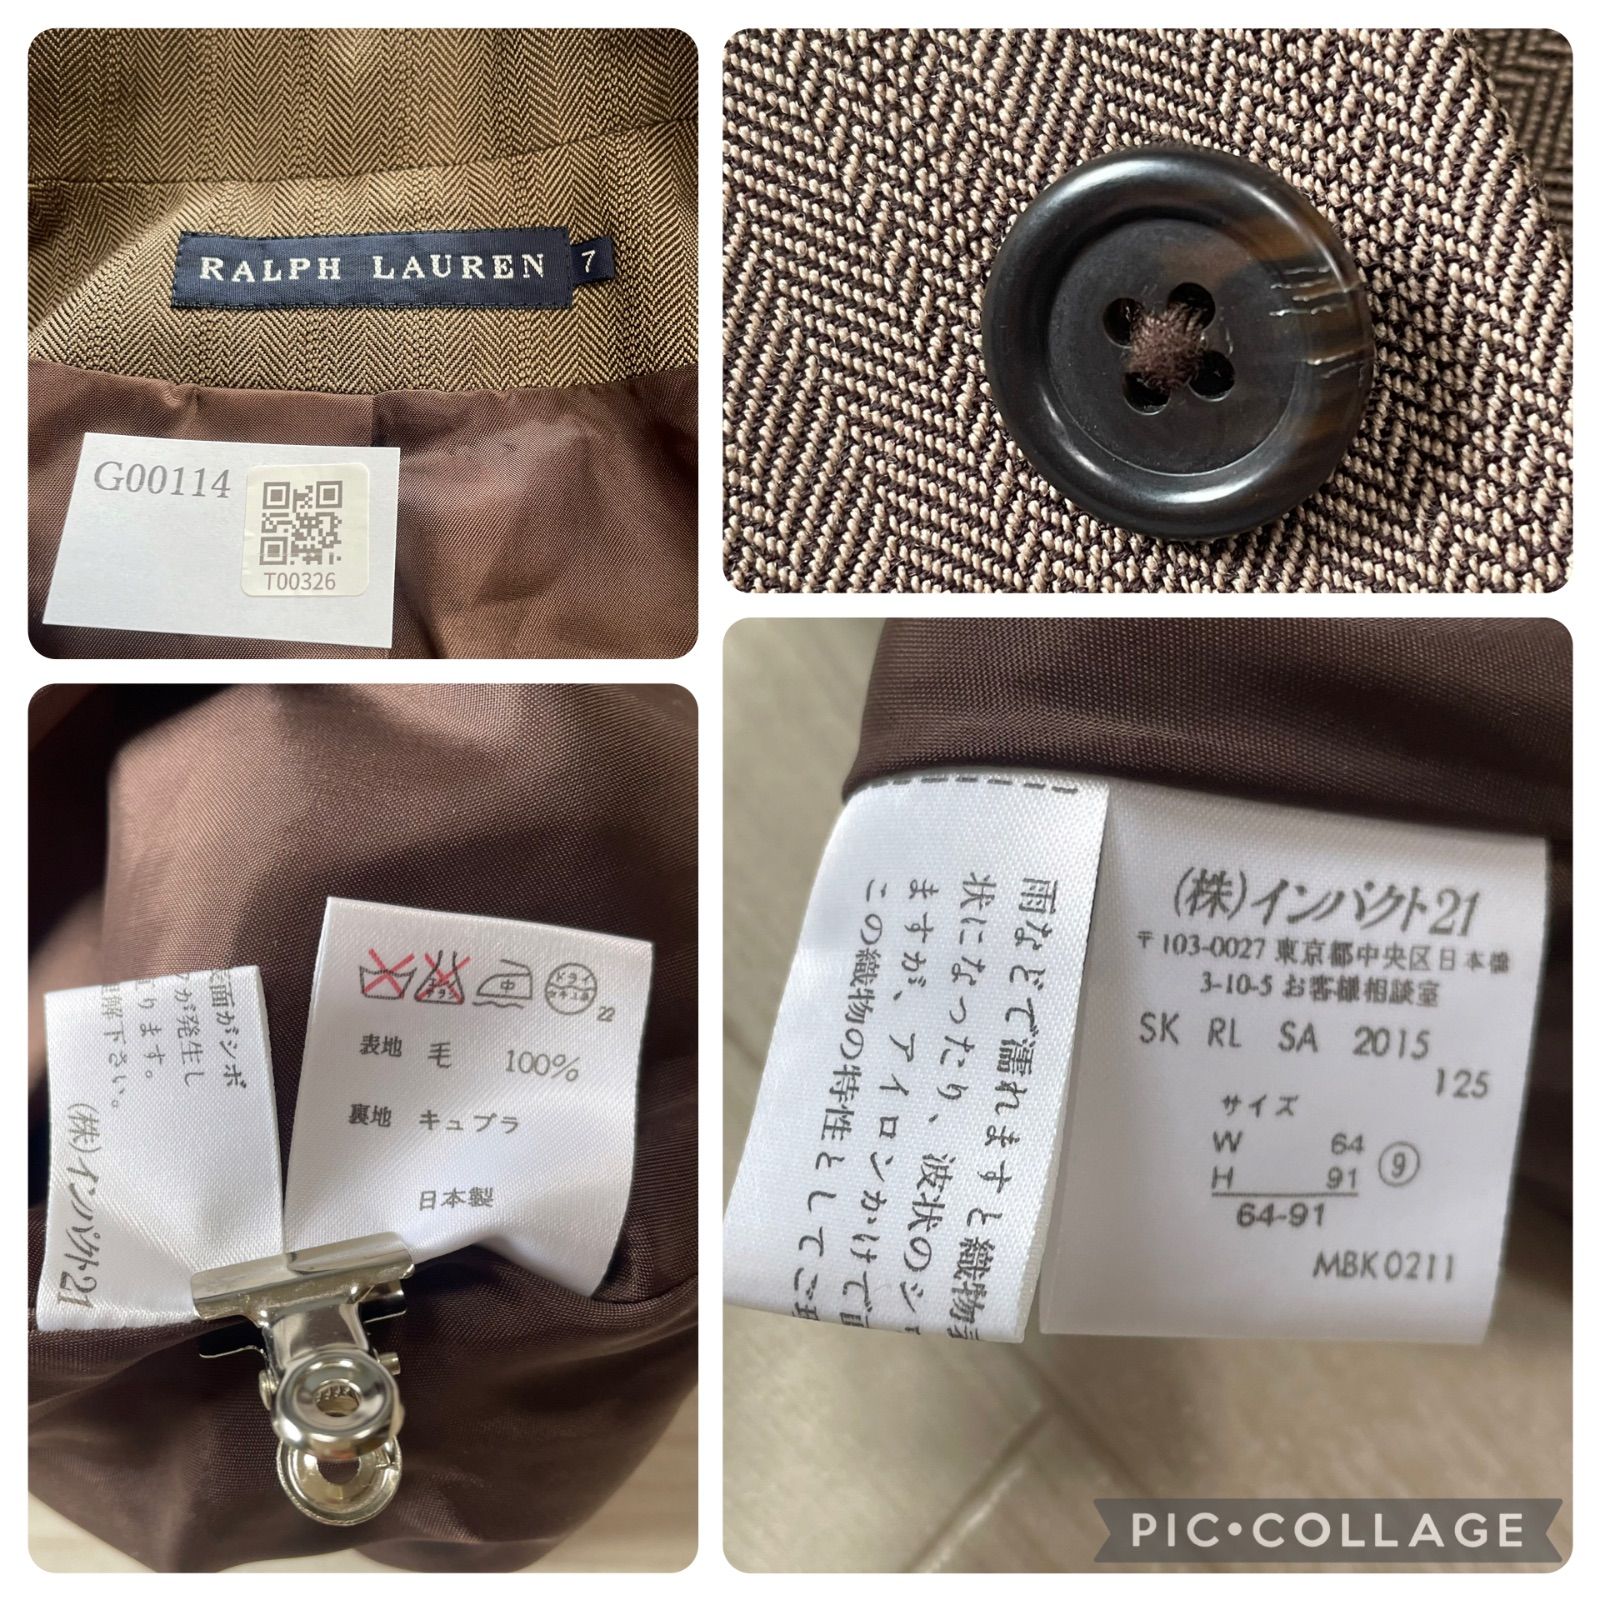 RALPH LAUREN 7
G00114
T00326
中
ドライ
22
表地 毛 100%
裏地 キュプラ
日本製
表面がシボ
が発生し
ります。
理解下さい。
(株)インパクト21
雨などで濡れますと織物
状になったり、波状のシ
ますが、アイロンかけで
この織物の特性としてご
(株)インパクト21
〒103-0027 東京都中央区日本橋
3-10-5 お客様相談室
SK RL SA 2015
125
サイズ
W 64
H 91 ⑨
64-91
MBK0211
PIC•COLLAGE